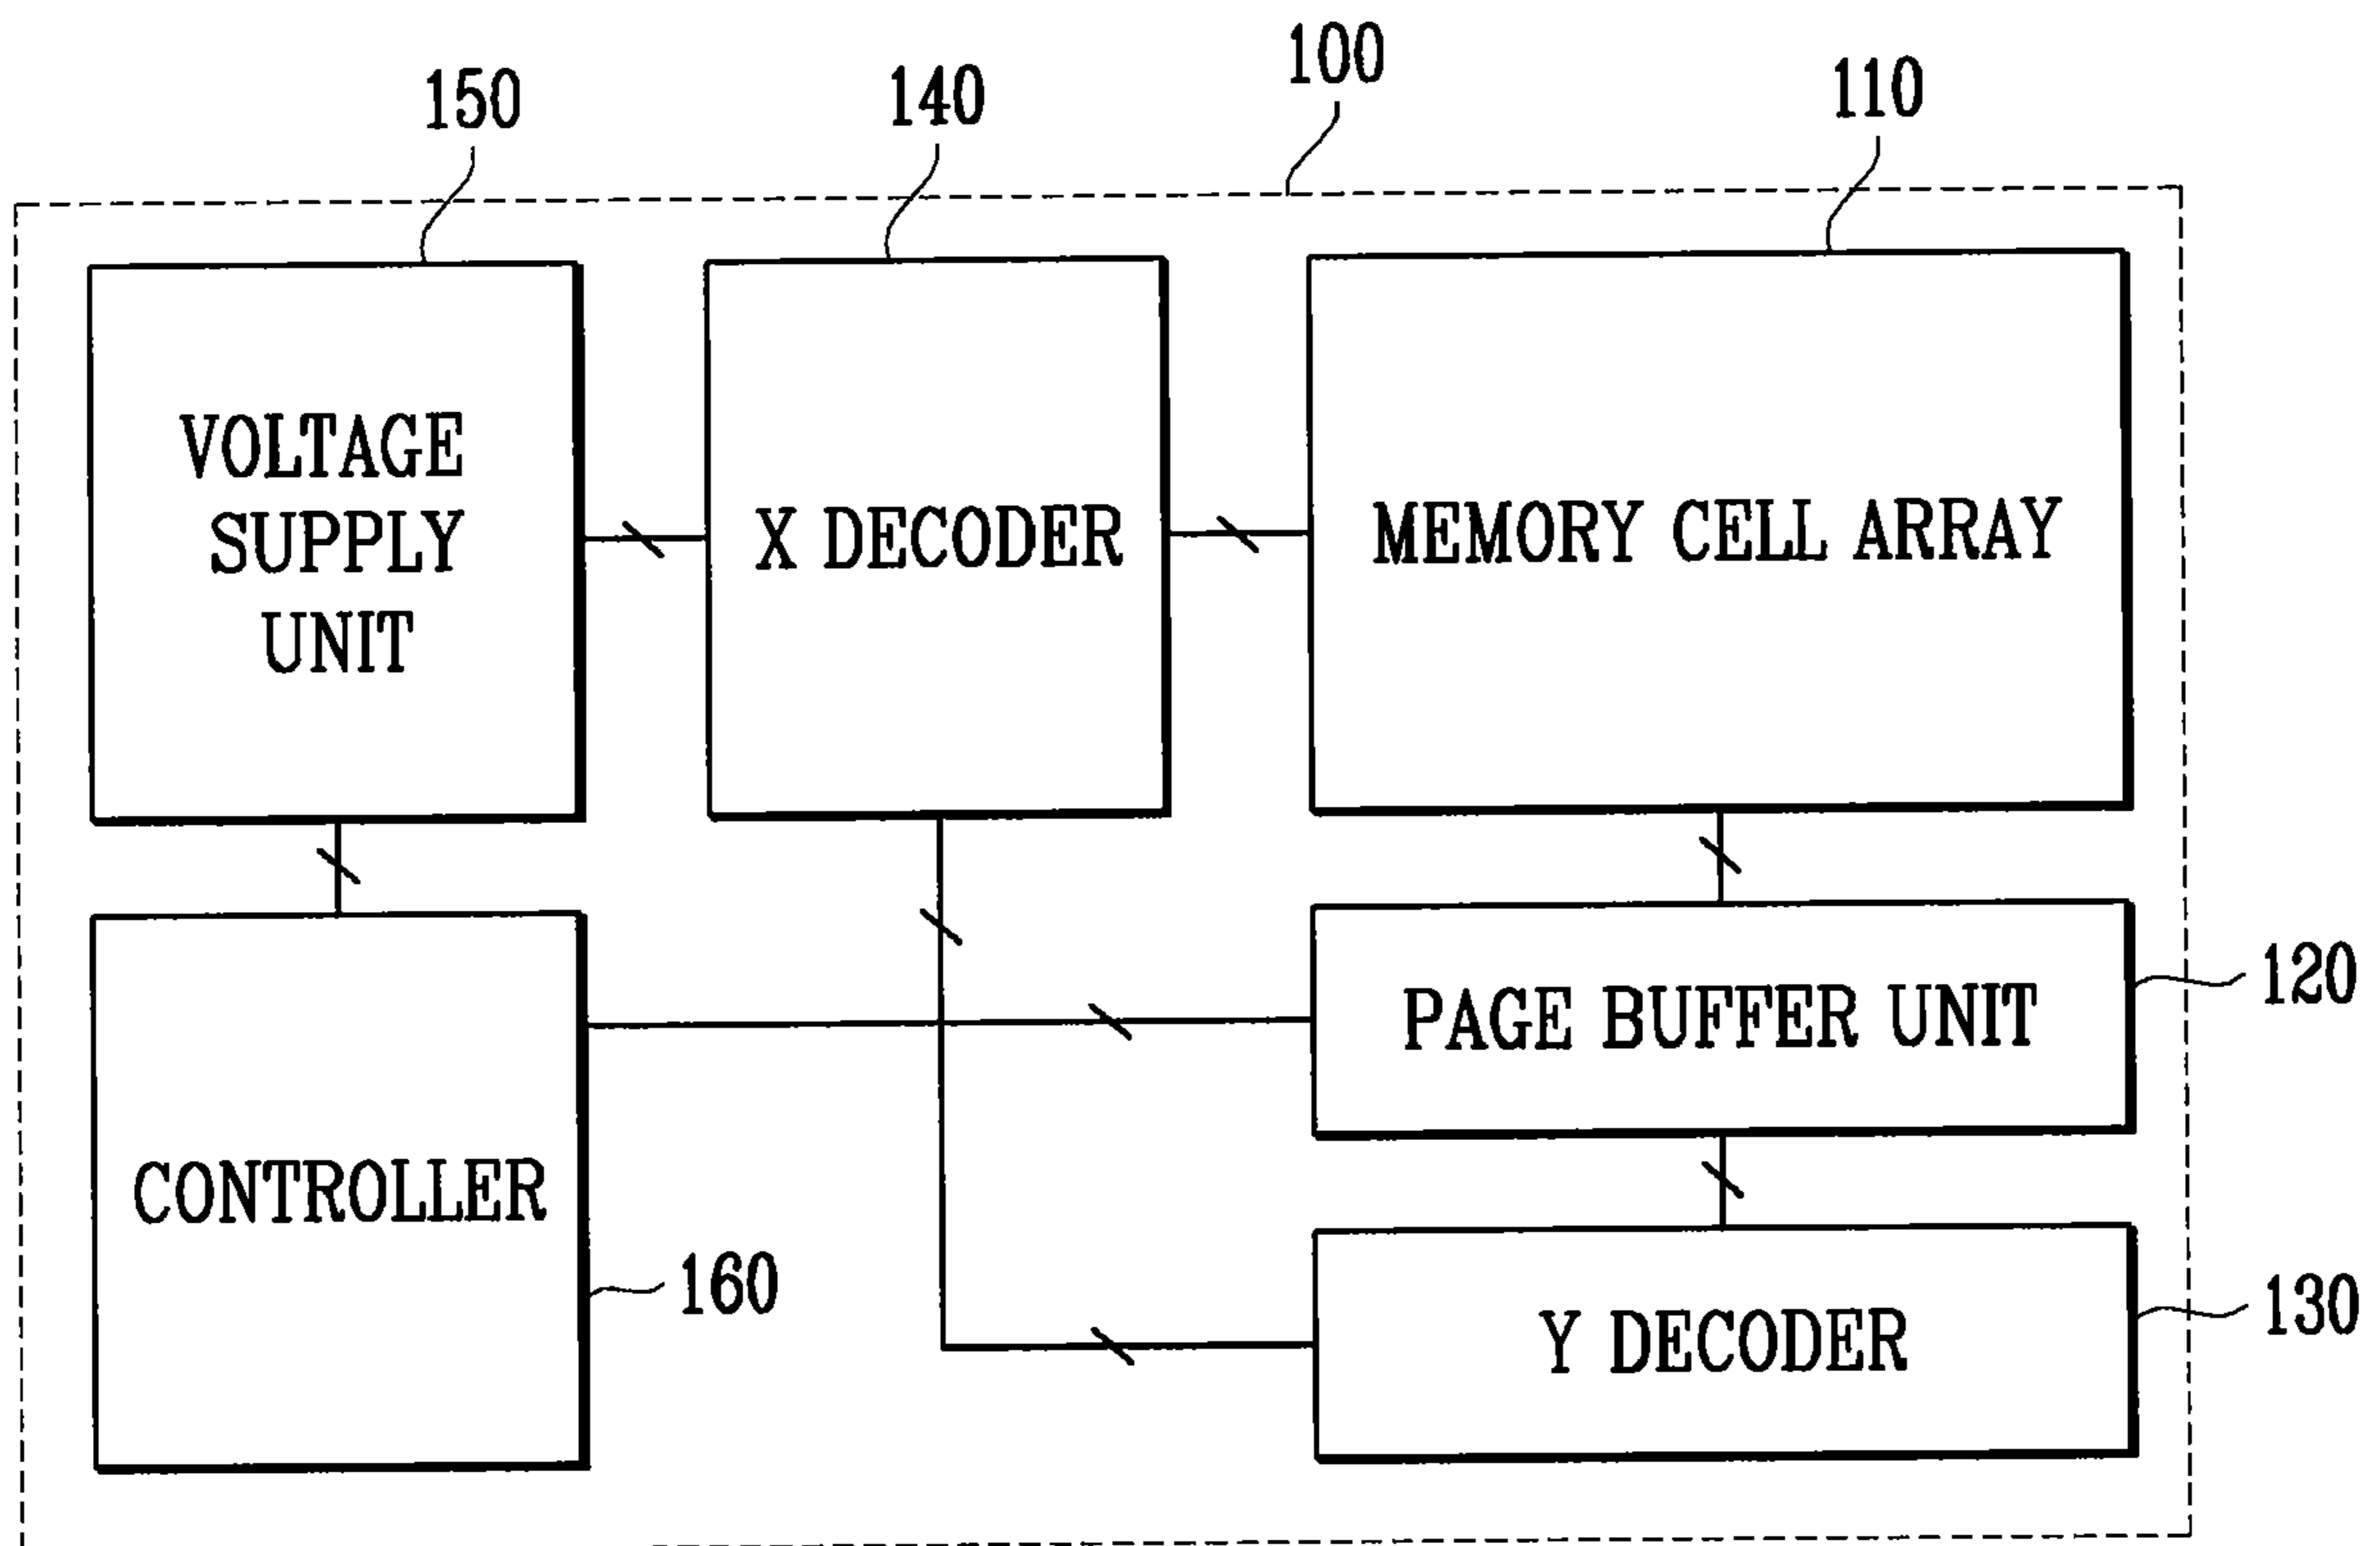 100
150
140
110
VOLTAGE
SUPPLY
UNIT
X DECODER
MEMORY CELL ARRAY
120
PAGE BUFFER UNIT
CONTROLLER
160
130
Y DECODER